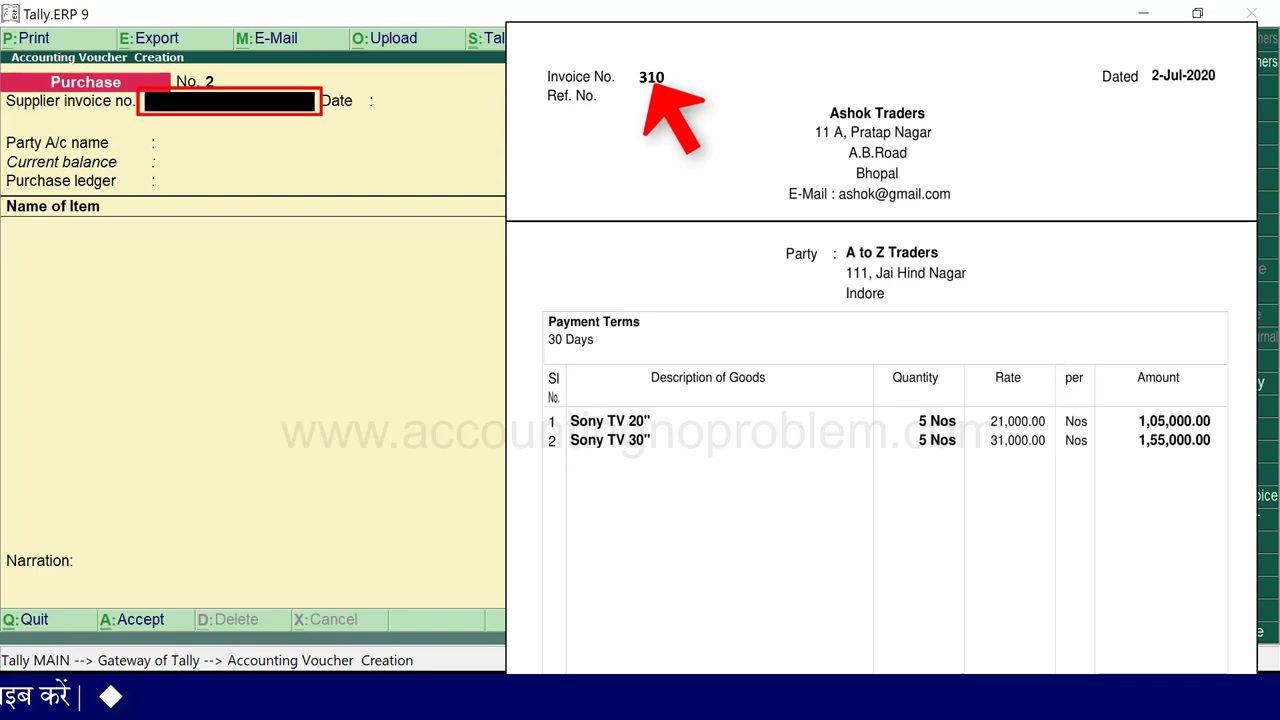 Tally.ERP 9
P: Print E: Export M: E-Mail O: Upload S: Tal
Accounting Voucher Creation
Purchase No. 2
Supplier invoice no. Date :
Party A/c name :
Current balance :
Purchase ledger :
Name of Item
Narration:
Q: Quit A: Accept D: Delete X: Cancel
Tally MAIN --> Gateway of Tally --> Accounting Voucher Creation
Invoice No. 310 Dated 2-Jul-2020
Ref. No.
Ashok Traders
11 A, Pratap Nagar
A.B.Road
Bhopal
E-Mail : ashok@gmail.com
Party : A to Z Traders
111, Jai Hind Nagar
Indore
Payment Terms
30 Days
Sl No. Description of Goods Quantity Rate per Amount
1 Sony TV 20" 5 Nos 21,000.00 Nos 1,05,000.00
2 Sony TV 30" 5 Nos 31,000.00 Nos 1,55,000.00
www.accountingnoproblem.com
ाइब करें |